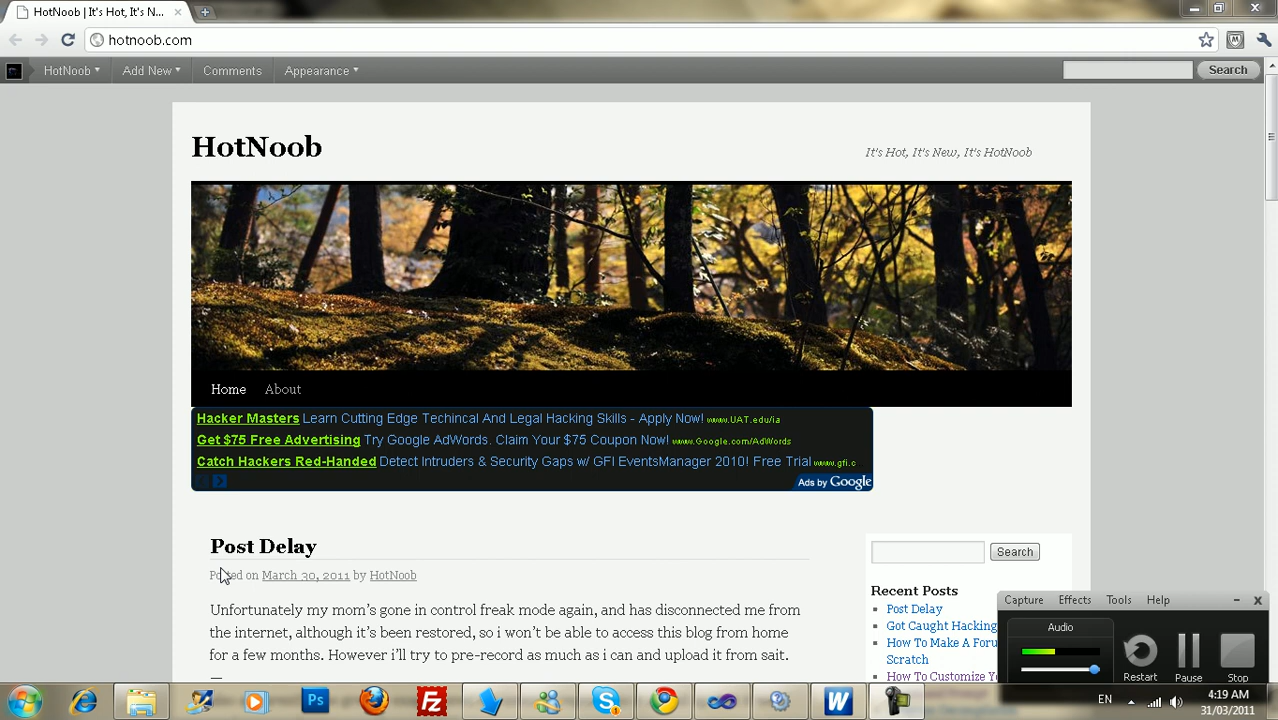 HotNoob | It's Hot, It's N...
hotnoob.com
HotNoob Add New Comments Appearance Search
HotNoob
It's Hot, It's New, It's HotNoob
Home About
Hacker Masters Learn Cutting Edge Techincal And Legal Hacking Skills - Apply Now! www.UAT.edu/ia
Get $75 Free Advertising Try Google AdWords. Claim Your $75 Coupon Now! www.Google.com/AdWords
Catch Hackers Red-Handed Detect Intruders & Security Gaps w/ GFI EventsManager 2010! Free Trial www.gfi.c
Ads by Google
Post Delay
Posted on March 30, 2011 by HotNoob
Unfortunately my mom's gone in control freak mode again, and has disconnected me from
the internet, although it's been restored, so i won't be able to access this blog from home
for a few months. However i'll try to pre-record as much as i can and upload it from sait.
Search
Recent Posts
Post Delay
Got Caught Hacking
How To Make A Foru
Scratch
How To Customize Y
Capture Effects Tools Help
Audio
Restart Pause Stop
Ps
Fz
W
EN
4:19 AM
31/03/2011